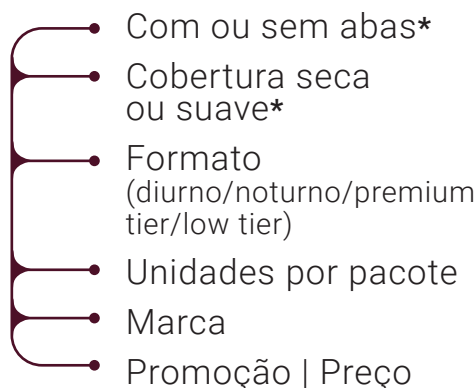 Com ou sem abas*
Cobertura seca
ou suave*
Formato
(diurno/noturno/premium
tier/low tier)
Unidades por pacote
Marca
Promoção | Preço